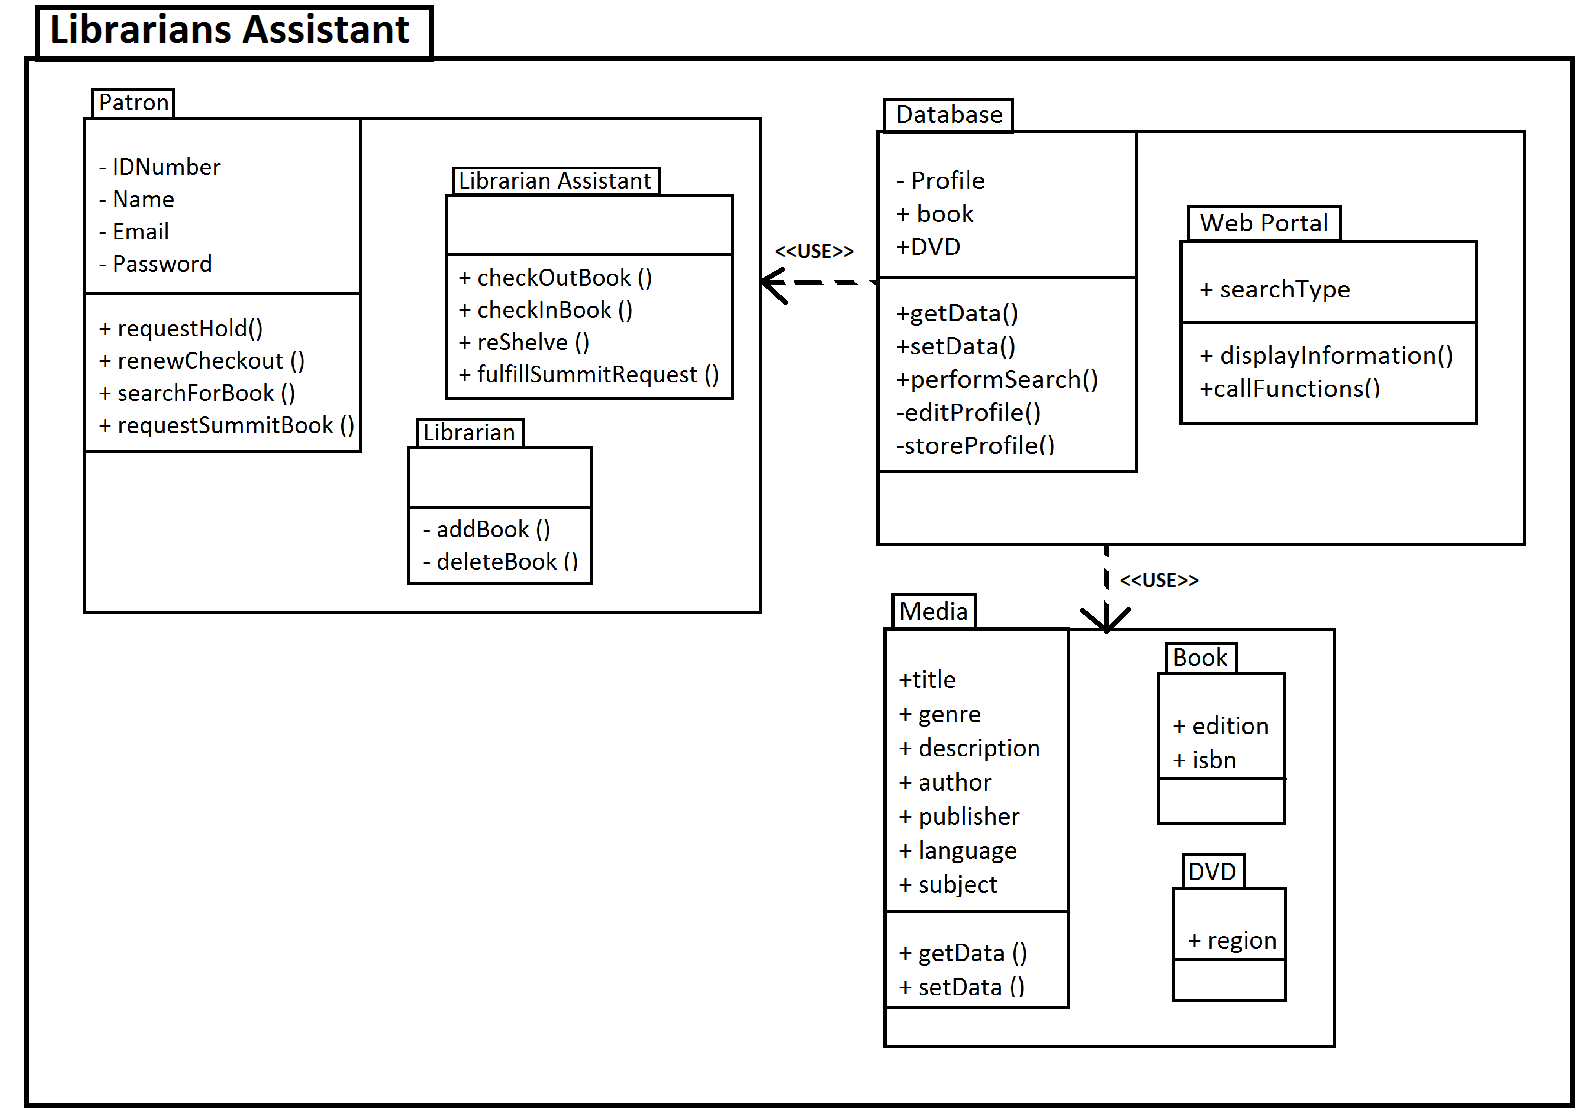 Librarians Assistant
Patron
- IDNumber
- Name
- Email
- Password
+ requestHold()
+ renewCheckout ()
+ searchForBook ()
+ requestSummitBook ()
Librarian Assistant
+ checkOutBook ()
+ checkInBook ()
+ reShelve ()
+ fulfillSummitRequest ()
Librarian
- addBook ()
- deleteBook ()
<<USE>>
Database
- Profile
+ book
+DVD
+getData()
+setData()
+performSearch()
-editProfile()
-storeProfile()
Web Portal
+ searchType
+ displayInformation()
+callFunctions()
<<USE>>
Media
+title
+ genre
+ description
+ author
+ publisher
+ language
+ subject
+ getData ()
+ setData ()
Book
+ edition
+ isbn
DVD
+ region